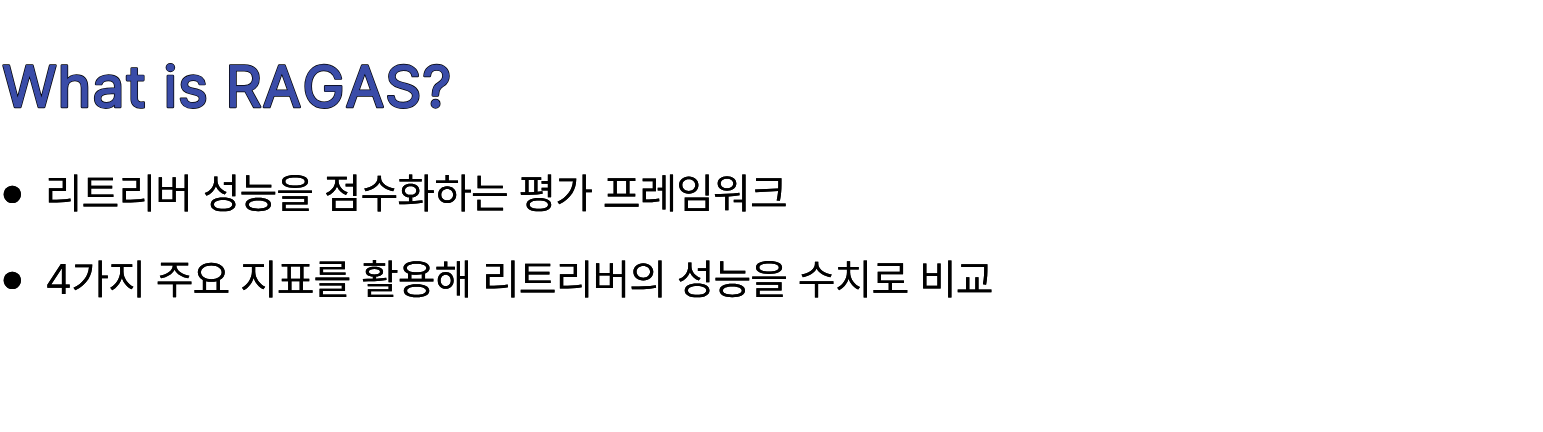 What is RAGAS?
● 리트리버 성능을 점수화하는 평가 프레임워크
● 4가지 주요 지표를 활용해 리트리버의 성능을 수치로 비교